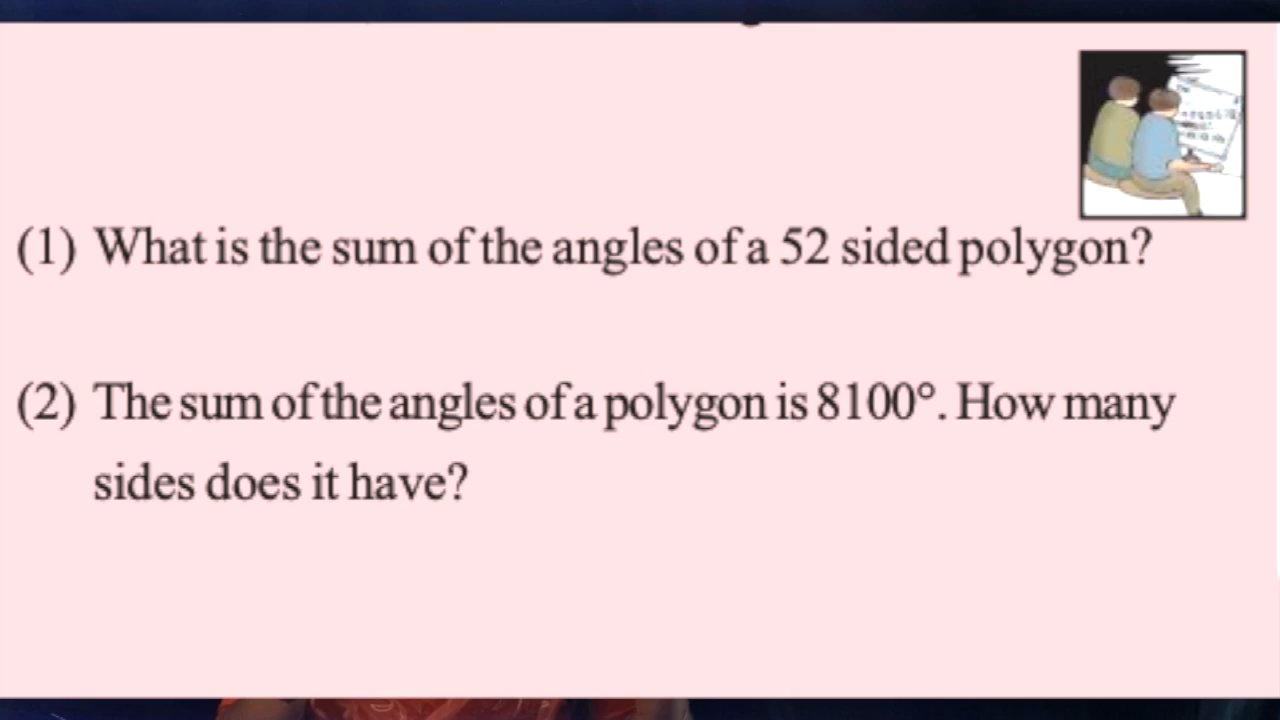 (1) What is the sum of the angles of a 52 sided polygon?
(2) The sum of the angles of a polygon is 8100°. How many
sides does it have?